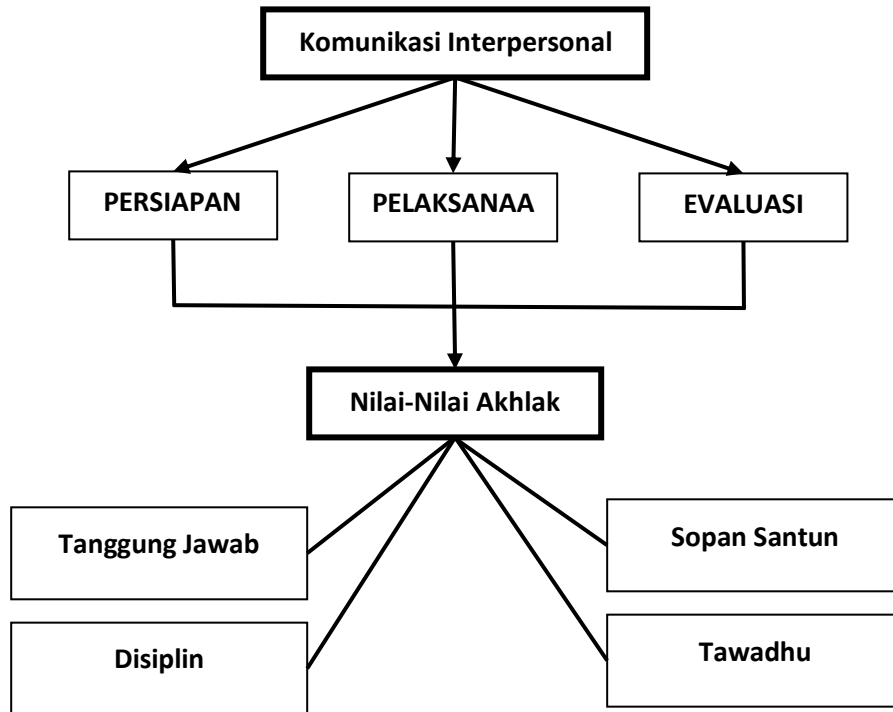 Komunikasi Interpersonal
PERSIAPAN
PELAKSANAA
EVALUASI
Nilai-Nilai Akhlak
Tanggung Jawab
Sopan Santun
Disiplin
Tawadhu